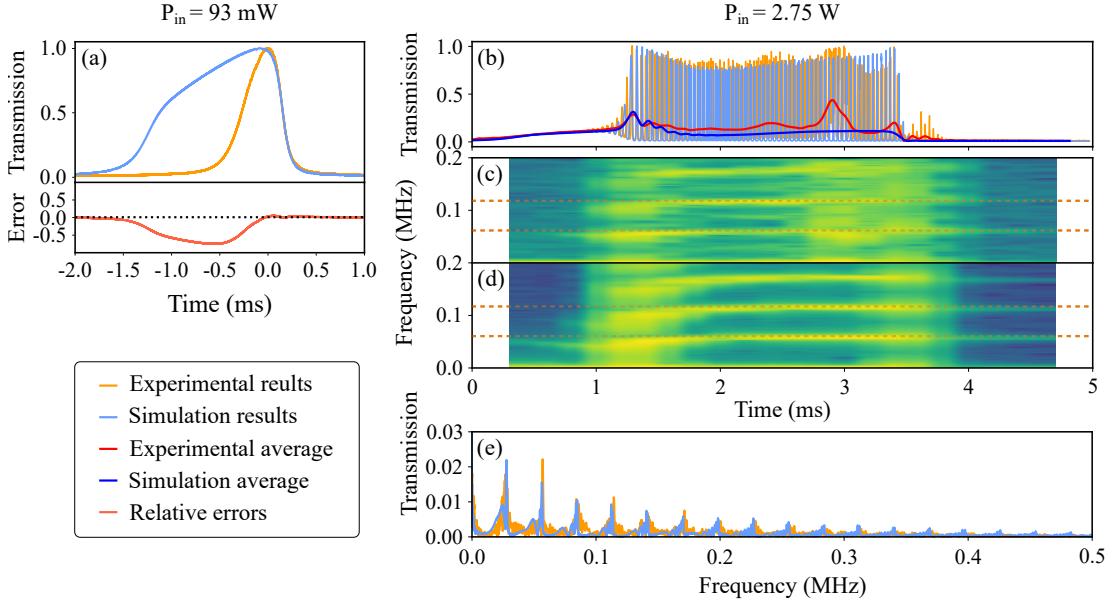 P_in = 93 mW
P_in = 2.75 W
(a)
Transmission
1.0
0.5
0.0
Error
0.5
0.0
-0.5
-2.0 -1.5 -1.0 -0.5 0.0 0.5 1.0
Time (ms)
Experimental reults
Simulation results
Experimental average
Simulation average
Relative errors
(b)
Transmission
1.0
0.5
0
(c)
0.2
0.1
0.0
Frequency (MHz)
(d)
0.2
0.1
0.0
0 1 2 3 4 5
Time (ms)
(e)
Transmission
0.03
0.02
0.01
0.00
0.0 0.1 0.2 0.3 0.4 0.5
Frequency (MHz)